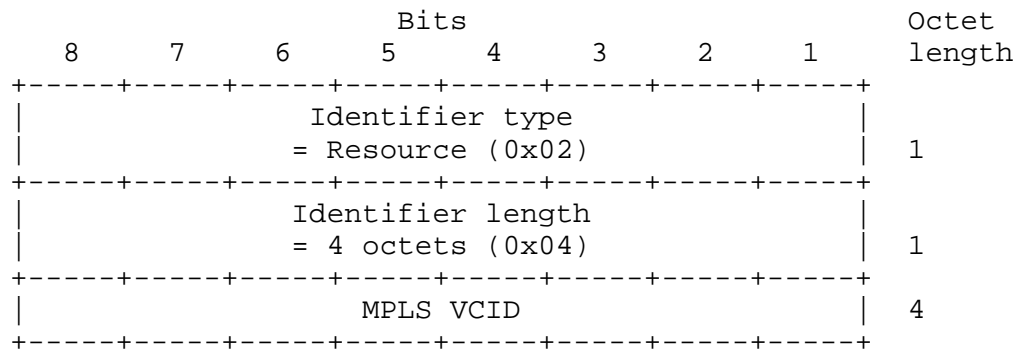 Bits Octet
8 7 6 5 4 3 2 1 length
+-----+-----+-----+-----+-----+-----+-----+-----+
| Identifier type |
| = Resource (0x02) | 1
+-----+-----+-----+-----+-----+-----+-----+-----+
| Identifier length |
| = 4 octets (0x04) | 1
+-----+-----+-----+-----+-----+-----+-----+-----+
| MPLS VCID | 4
+-----+-----+-----+-----+-----+-----+-----+-----+